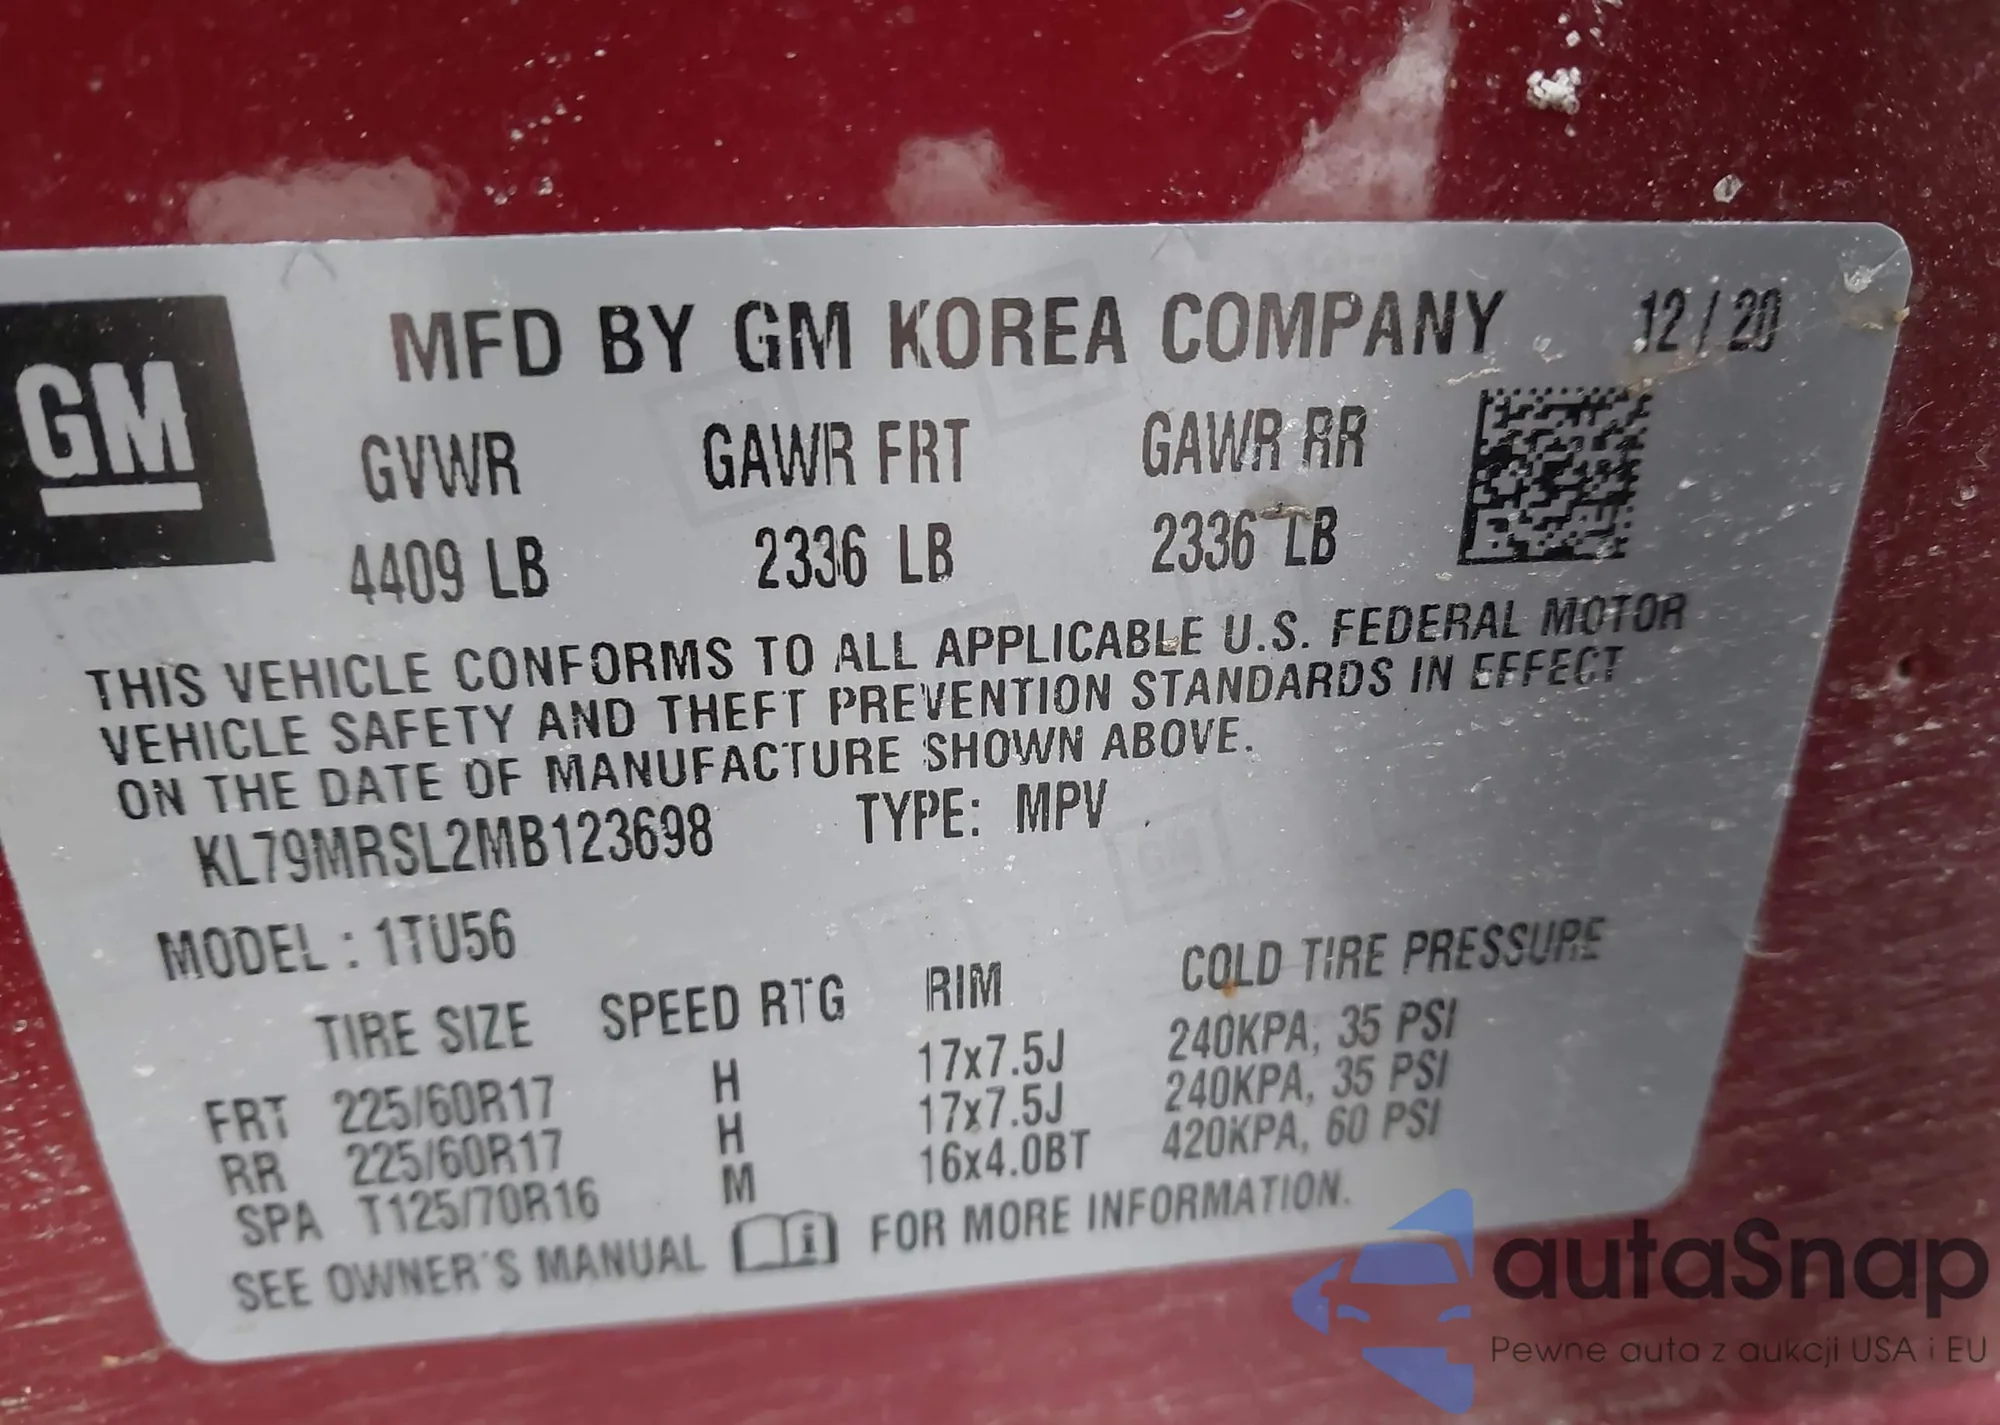 GM
MFD BY GM KOREA COMPANY 12 / 20
GVWR GAWR FRT GAWR RR
4409 LB 2336 LB 2336 LB
THIS VEHICLE CONFORMS TO ALL APPLICABLE U.S. FEDERAL MOTOR
VEHICLE SAFETY AND THEFT PREVENTION STANDARDS IN EFFECT
ON THE DATE OF MANUFACTURE SHOWN ABOVE.
KL79MRSL2MB123698 TYPE: MPV
MODEL : 1TU56
TIRE SIZE SPEED RTG RIM COLD TIRE PRESSURE
FRT 225/60R17 H 17x7.5J 240KPA, 35 PSI
RR 225/60R17 H 17x7.5J 240KPA, 35 PSI
SPA T125/70R16 M 16x4.0BT 420KPA, 60 PSI
SEE OWNER'S MANUAL i FOR MORE INFORMATION.
autaSnap
Pewne auta z aukcji USA i EU